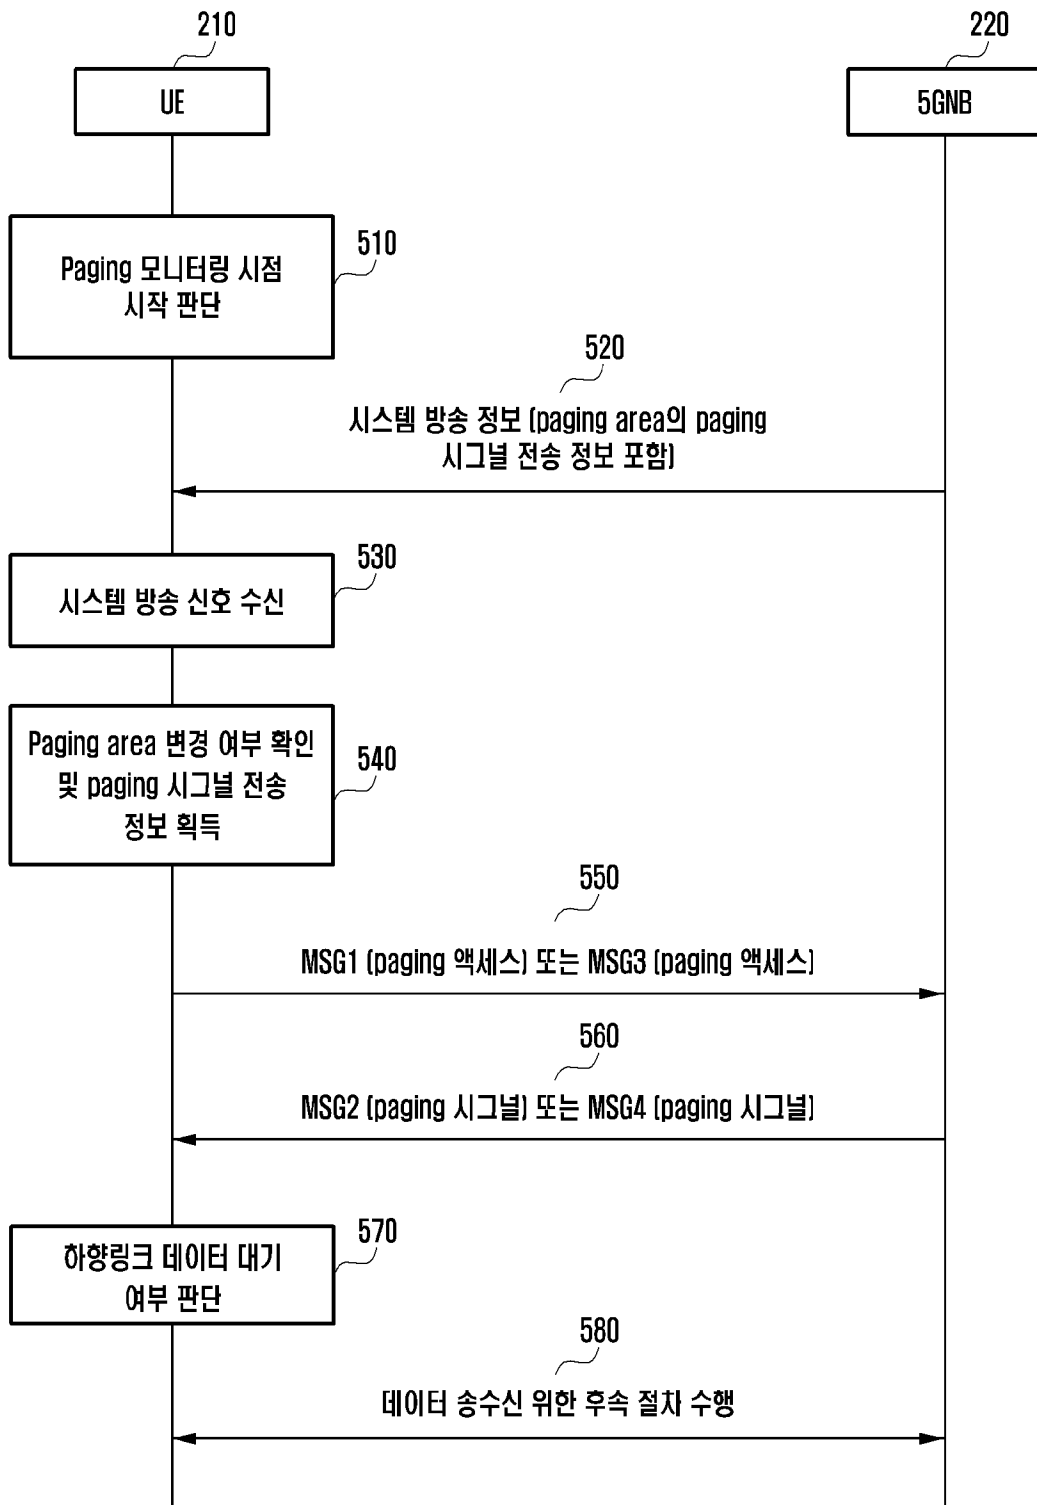 210
220
UE
5GNB
510
Paging 모니터링 시점
시작 판단
520
시스템 방송 정보 (paging area의 paging
시그널 전송 정보 포함)
530
시스템 방송 신호 수신
Paging area 변경 여부 확인
및 paging 시그널 전송
정보 획득
540
550
MSG1 (paging 액세스) 또는 MSG3 (paging 액세스)
560
MSG2 (paging 시그널) 또는 MSG4 (paging 시그널)
570
하향링크 데이터 대기
여부 판단
580
데이터 송수신 위한 후속 절차 수행